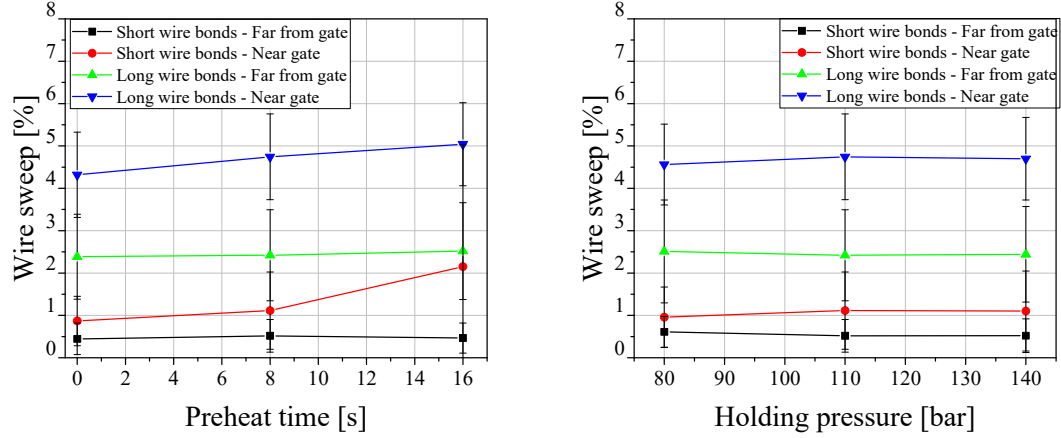 Short wire bonds - Far from gate
Short wire bonds - Near gate
Long wire bonds - Far from gate
Long wire bonds - Near gate
Wire sweep [%]
8
7
6
5
4
3
2
1
0
0 2 4 6 8 10 12 14 16
Preheat time [s]
Short wire bonds - Far from gate
Short wire bonds - Near gate
Long wire bonds - Far from gate
Long wire bonds - Near gate
Wire sweep [%]
8
7
6
5
4
3
2
1
0
80 90 100 110 120 130 140
Holding pressure [bar]